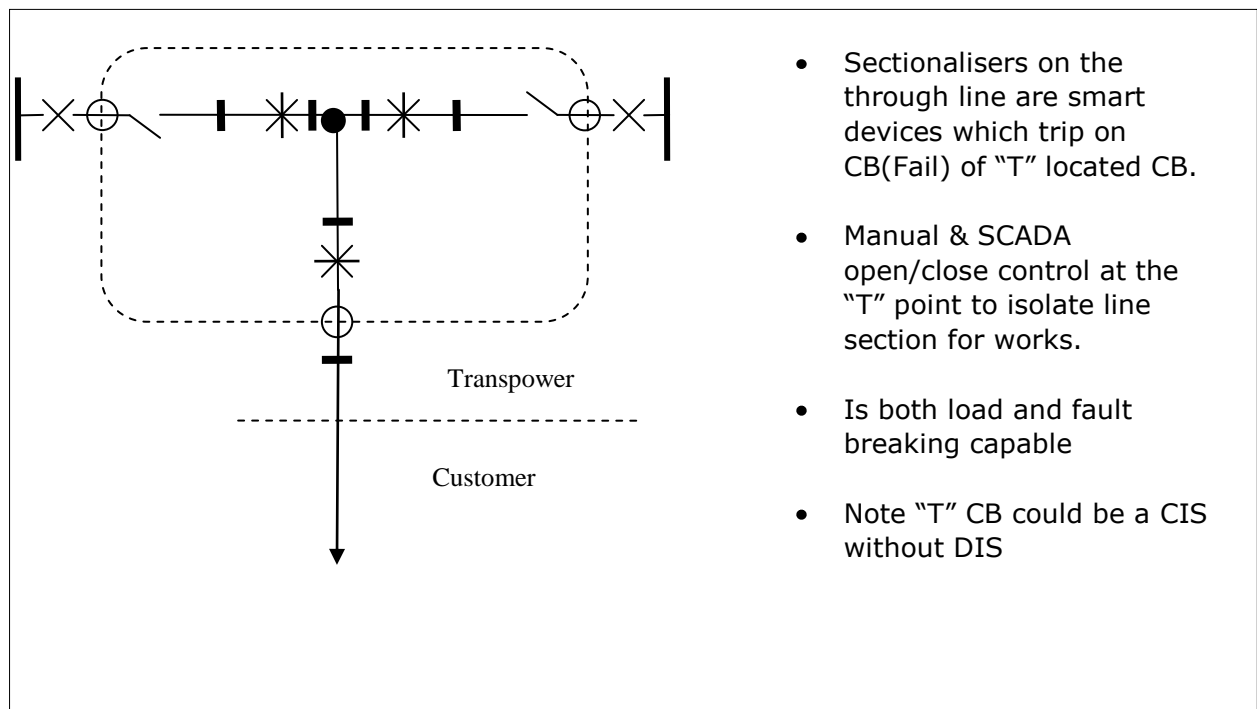 • Sectionalisers on the
through line are smart
devices which trip on
CB(Fail) of “T” located CB.
• Manual & SCADA
open/close control at the
“T” point to isolate line
section for works.
• Is both load and fault
breaking capable
• Note “T” CB could be a CIS
without DIS
Transpower
Customer